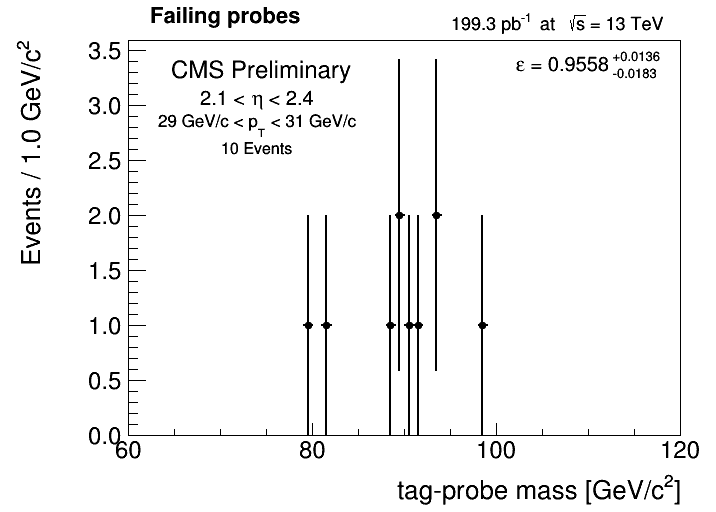 Failing probes
199.3 pb⁻¹ at √s = 13 TeV
CMS Preliminary
2.1 < η < 2.4
29 GeV/c < p_T < 31 GeV/c
10 Events
ε = 0.9558 +0.0136 -0.0183
Events / 1.0 GeV/c²
3.5
3.0
2.5
2.0
1.5
1.0
0.5
0.0
60 80 100 120
tag-probe mass [GeV/c²]